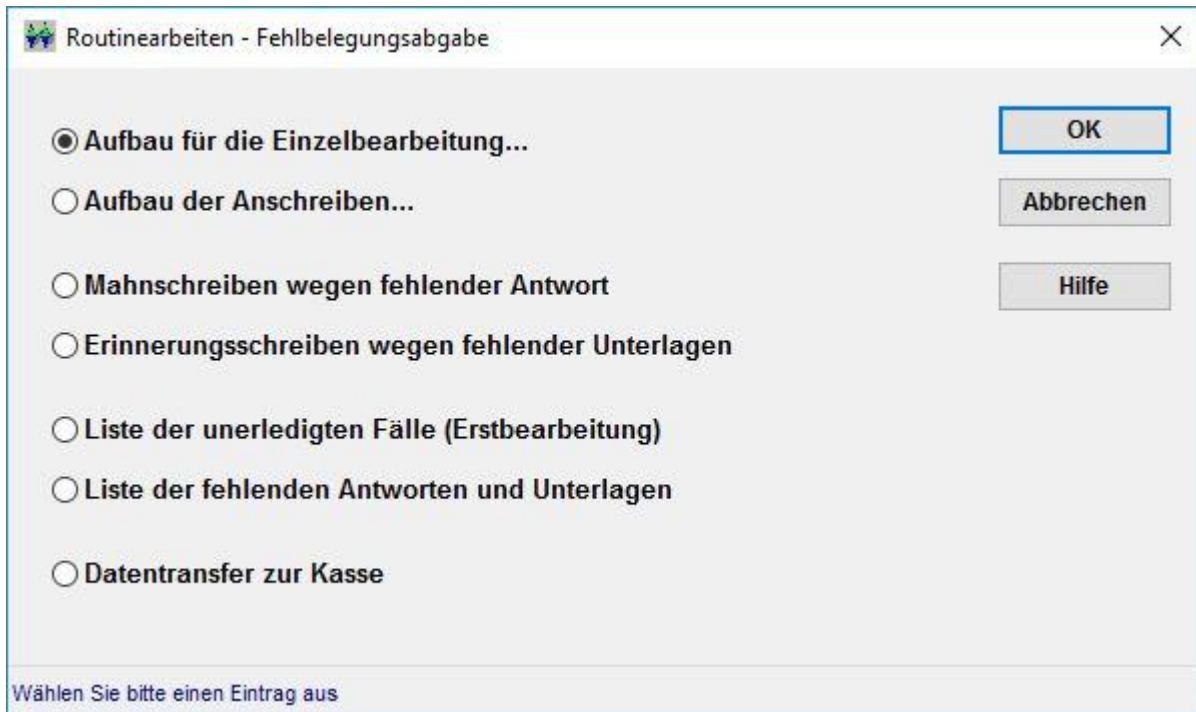 Routinearbeiten - Fehlbelegungsabgabe
Aufbau für die Einzelbearbeitung...
OK
Aufbau der Anschreiben...
Abbrechen
Mahnschreiben wegen fehlender Antwort
Hilfe
Erinnerungsschreiben wegen fehlender Unterlagen
Liste der unerledigten Fälle (Erstbearbeitung)
Liste der fehlenden Antworten und Unterlagen
Datentransfer zur Kasse
Wählen Sie bitte einen Eintrag aus